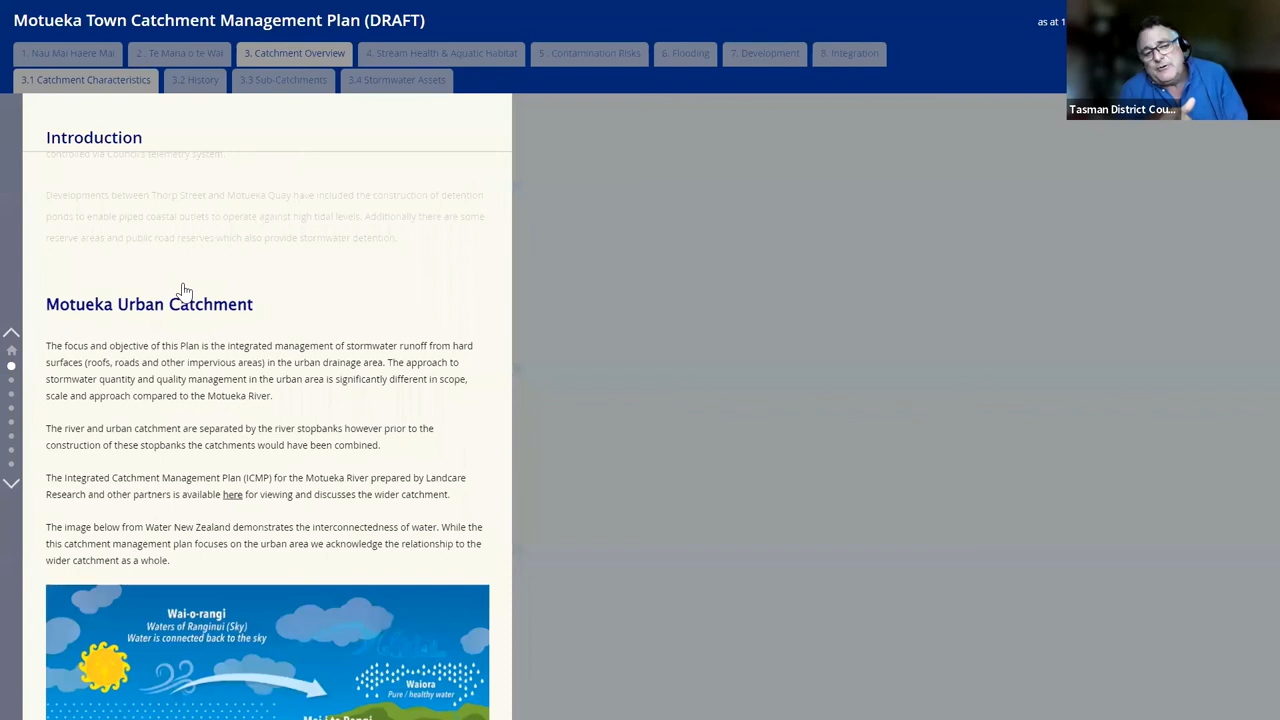 Motueka Town Catchment Management Plan (DRAFT)
as at 1
1. Nau Mai Haere Mai
2 . Te Mana o te Wai
3. Catchment Overview
4. Stream Health & Aquatic Habitat
5 . Contamination Risks
6. Flooding
7. Development
8. Integration
3.1 Catchment Characteristics
3.2 History
3.3 Sub-Catchments
3.4 Stormwater Assets
Tasman District Cou...
Introduction
controlled via Council's telemetry system.
Developments between Thorp Street and Motueka Quay have included the construction of detention
ponds to enable piped coastal outlets to operate against high tidal levels. Additionally there are some
reserve areas and public road reserves which also provide stormwater detention.
Motueka Urban Catchment
The focus and objective of this Plan is the integrated management of stormwater runoff from hard
surfaces (roofs, roads and other impervious areas) in the urban drainage area. The approach to
stormwater quantity and quality management in the urban area is significantly different in scope,
scale and approach compared to the Motueka River.
The river and urban catchment are separated by the river stopbanks however prior to the
construction of these stopbanks the catchments would have been combined.
The Integrated Catchment Management Plan (ICMP) for the Motueka River prepared by Landcare
Research and other partners is available here for viewing and discusses the wider catchment.
The image below from Water New Zealand demonstrates the interconnectedness of water. While the
this catchment management plan focuses on the urban area we acknowledge the relationship to the
wider catchment as a whole.
Wai-o-rangi
Waters of Ranginui (Sky)
Water is connected back to the sky
Waiora
Pure / healthy water